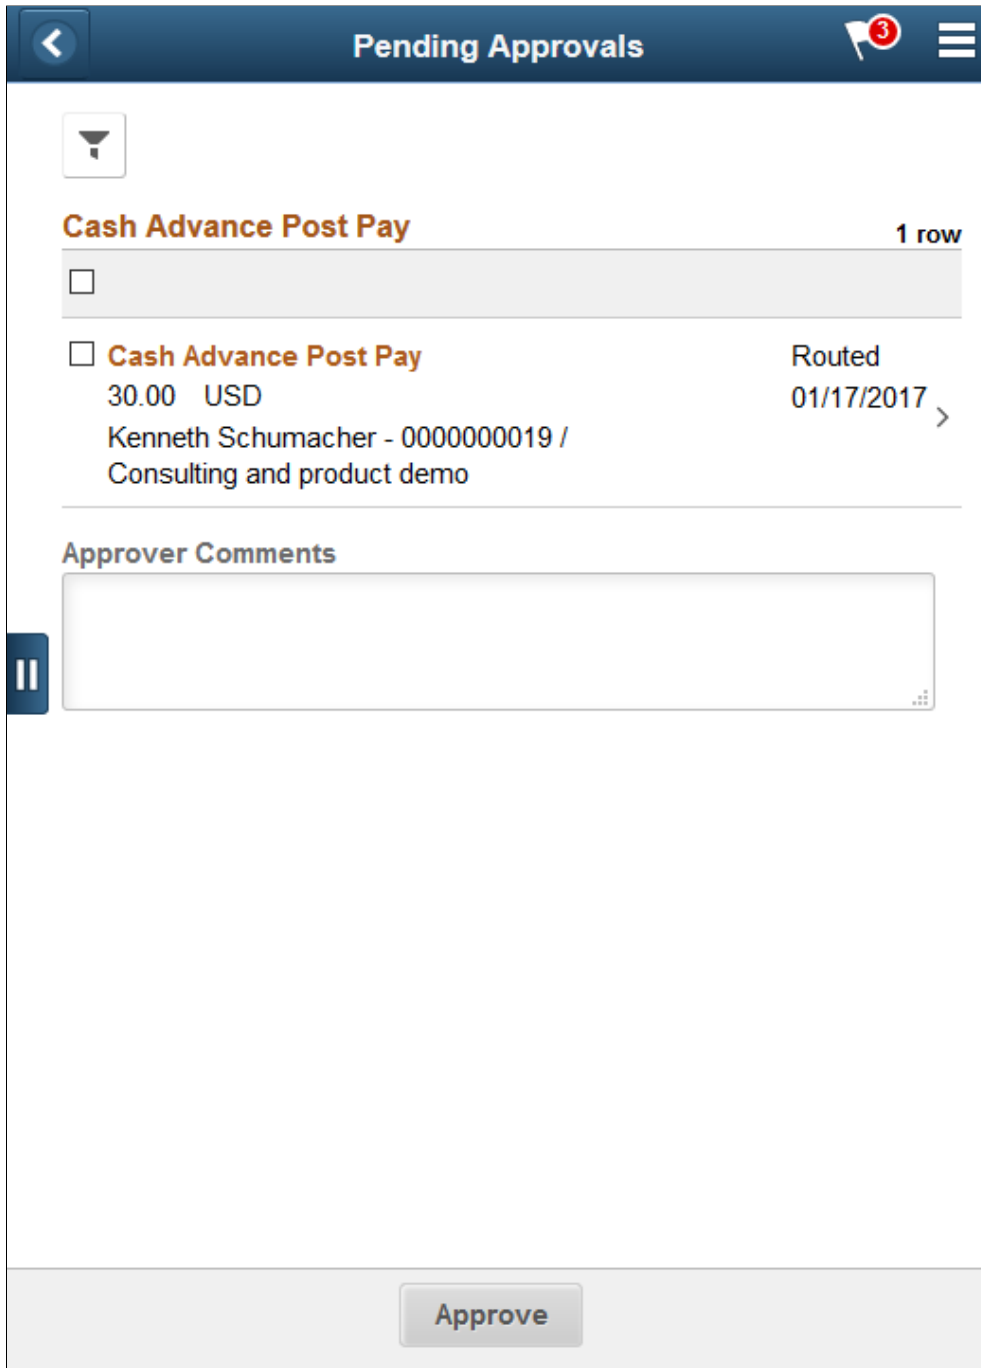 Pending Approvals
3
Cash Advance Post Pay
1 row
Cash Advance Post Pay
Routed
30.00 USD
01/17/2017
Kenneth Schumacher - 0000000019 /
Consulting and product demo
Approver Comments
Approve